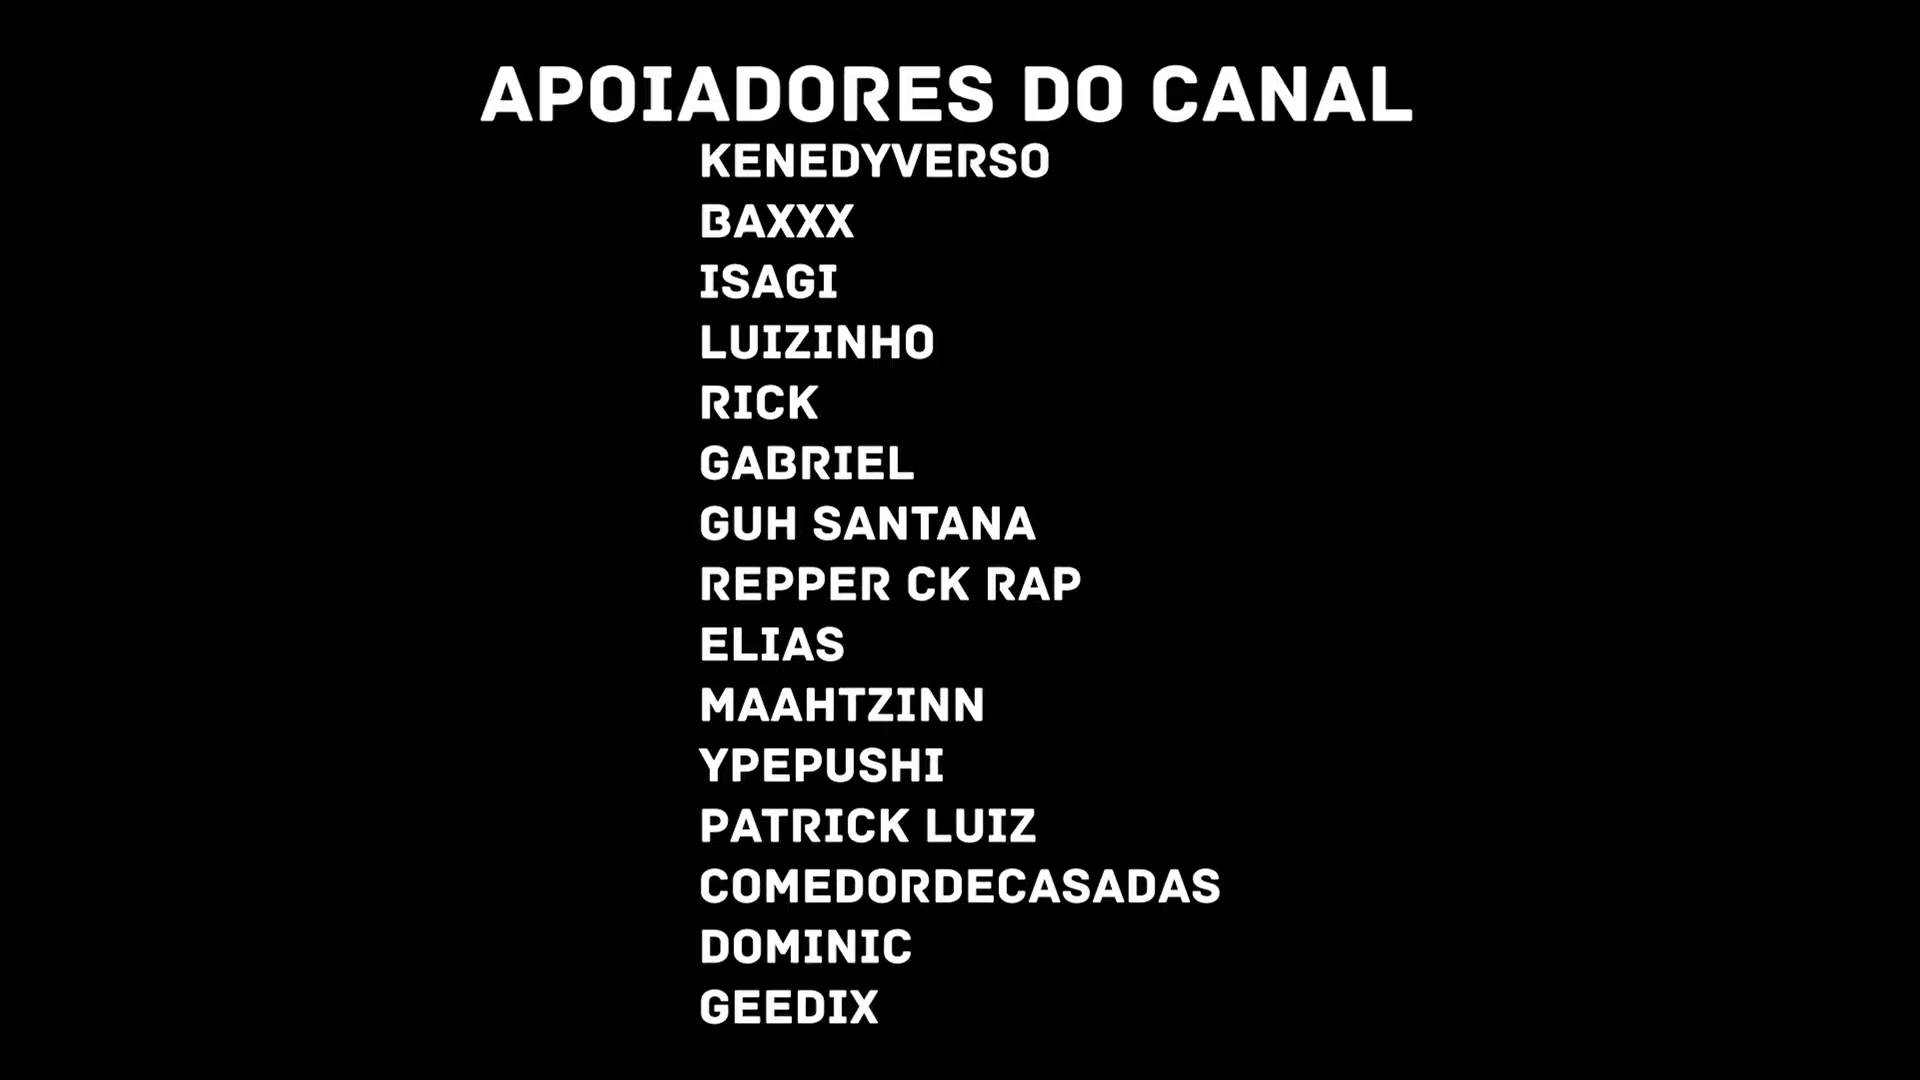 APOIADORES DO CANAL
KENEDYVERSO
BAXXX
ISAGI
LUIZINHO
RICK
GABRIEL
GUH SANTANA
REPPER CK RAP
ELIAS
MAAHTZINN
YPEPUSHI
PATRICK LUIZ
COMEDORDECASADAS
DOMINIC
GEEDIX